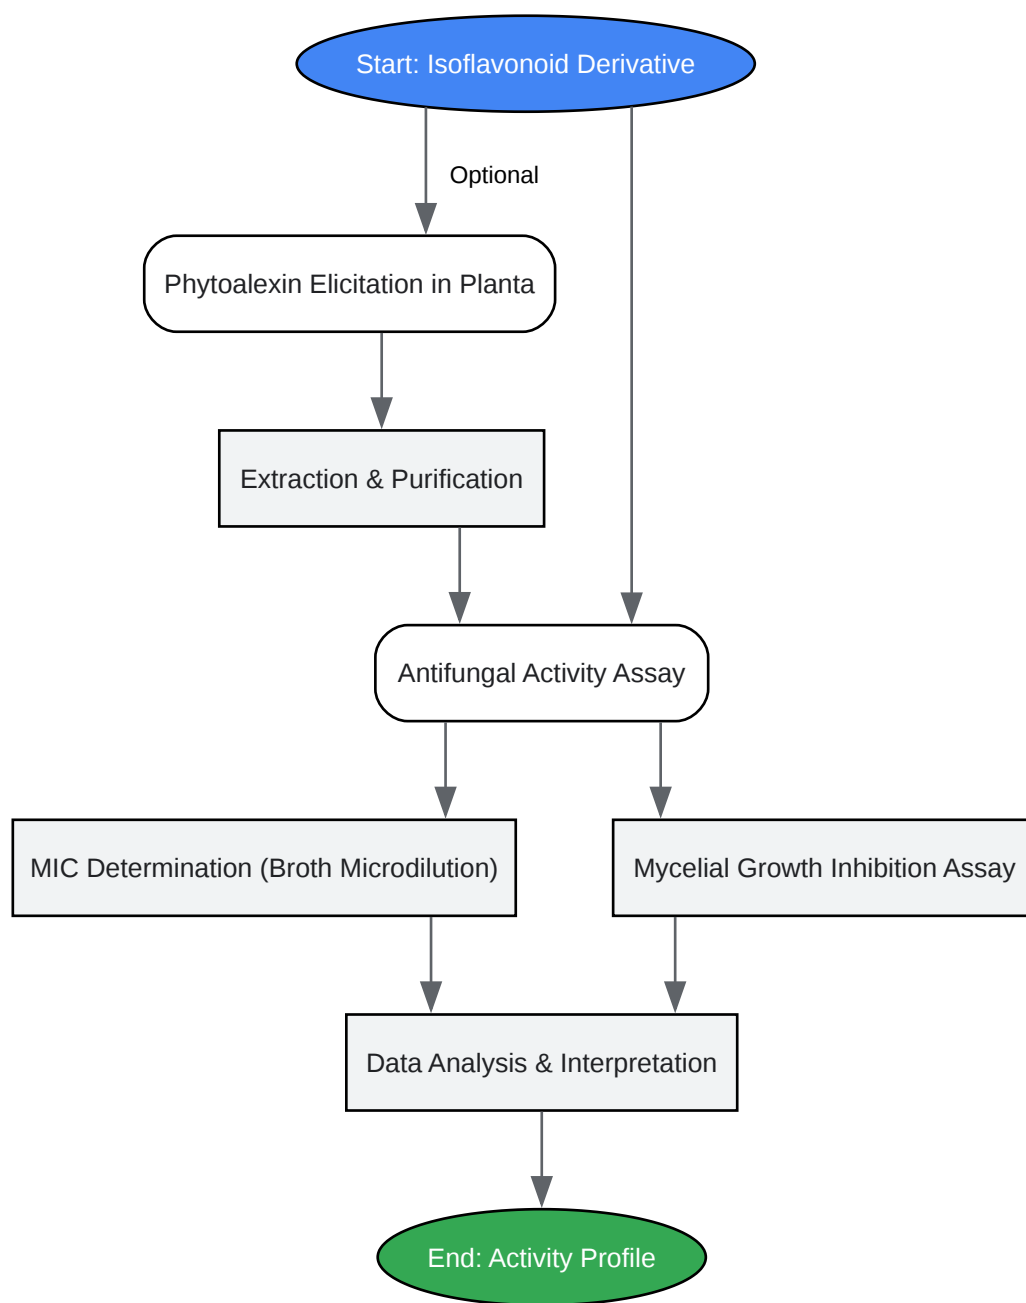 Start: Isoflavonoid Derivative
Optional
Phytoalexin Elicitation in Planta
Extraction & Purification
Antifungal Activity Assay
MIC Determination (Broth Microdilution)
Mycelial Growth Inhibition Assay
Data Analysis & Interpretation
End: Activity Profile